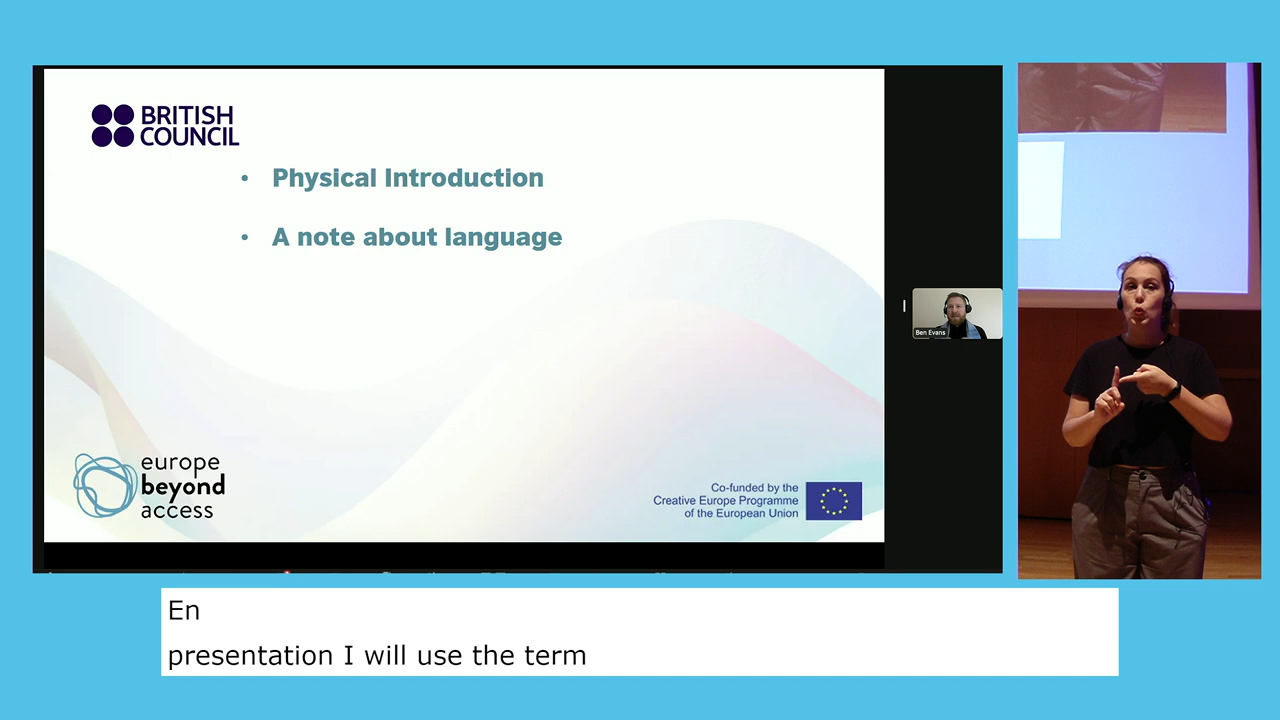 BRITISH
COUNCIL
• Physical Introduction
• A note about language
europe
beyond
access
Co-funded by the
Creative Europe Programme
of the European Union
Ben Evans
En
presentation I will use the term